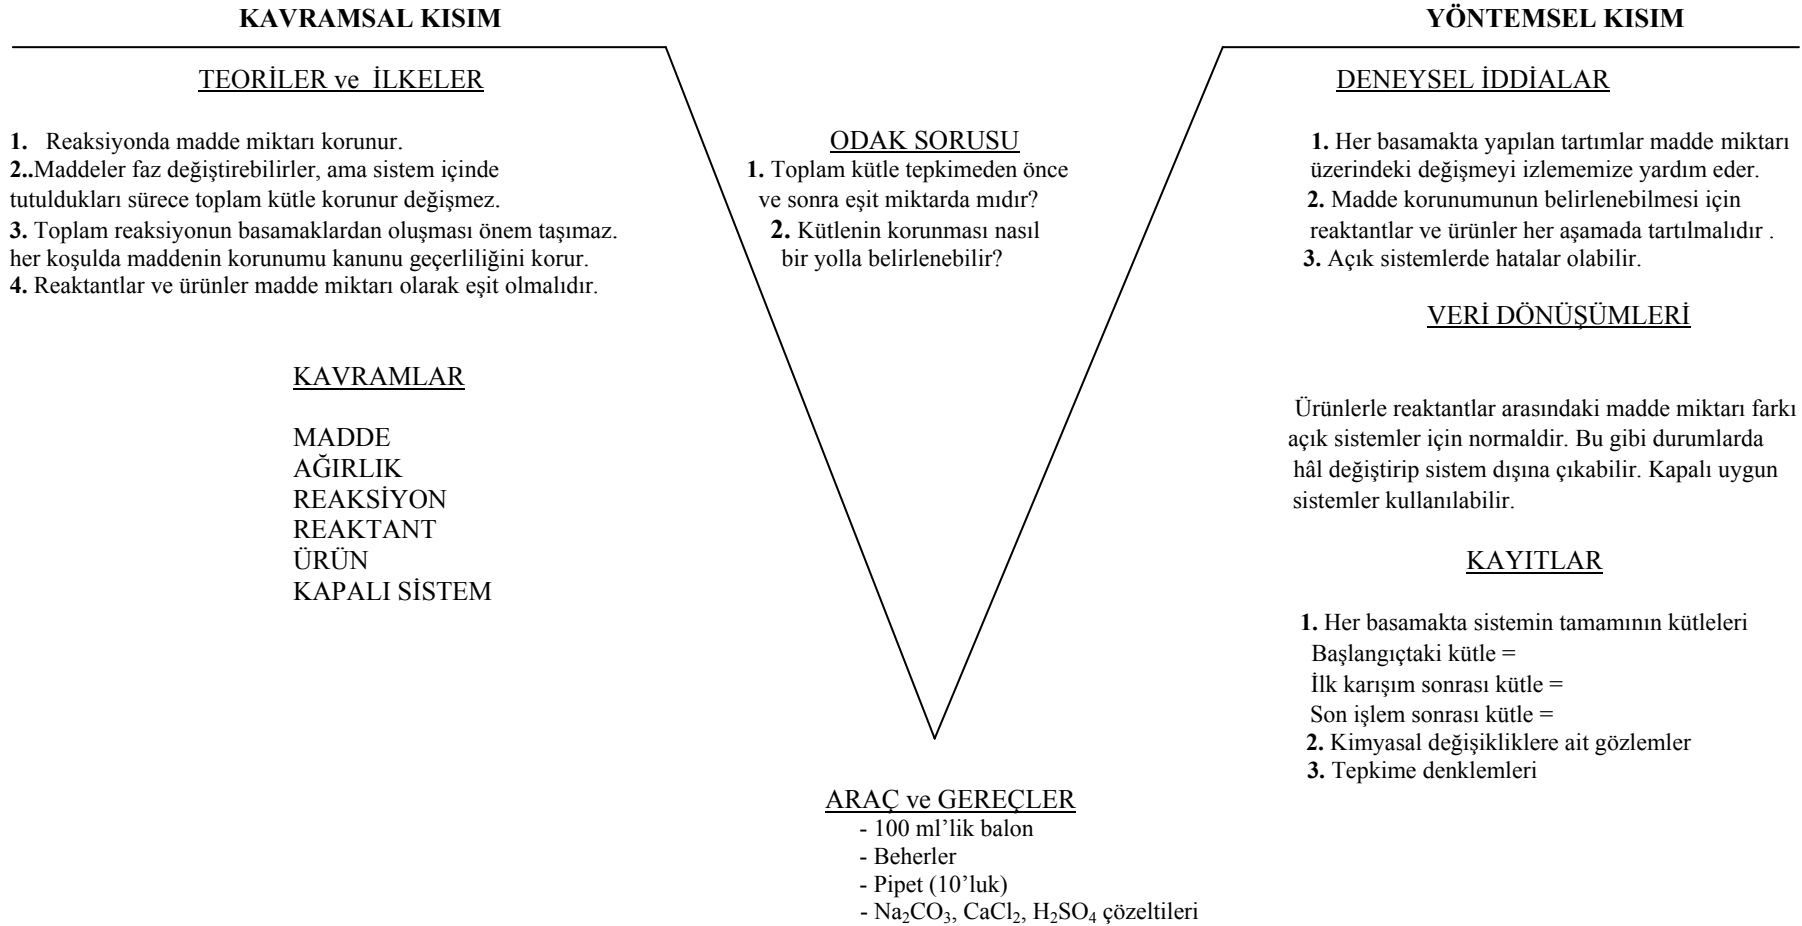 KAVRAMSAL KISIM
TEORİLER ve İLKELER
1. Reaksiyonda madde miktarı korunur.
2..Maddeler faz değiştirebilirler, ama sistem içinde
tutuldukları sürece toplam kütle korunur değişmez.
3. Toplam reaksiyonun basamaklardan oluşması önem taşımaz.
her koşulda maddenin korunumu kanunu geçerliliğini korur.
4. Reaktantlar ve ürünler madde miktarı olarak eşit olmalıdır.
KAVRAMLAR
MADDE
AĞIRLIK
REAKSİYON
REAKTANT
ÜRÜN
KAPALI SİSTEM
ODAK SORUSU
1. Toplam kütle tepkimeden önce
ve sonra eşit miktarda mıdır?
2. Kütlenin korunması nasıl
bir yolla belirlenebilir?
ARAÇ ve GEREÇLER
- 100 ml’lik balon
- Beherler
- Pipet (10’luk)
- Na₂CO₃, CaCl₂, H₂SO₄ çözeltileri
YÖNTEMSEL KISIM
DENEYSEL İDDİALAR
1. Her basamakta yapılan tartımlar madde miktarı
üzerindeki değişmeyi izlememize yardım eder.
2. Madde korunumunun belirlenebilmesi için
reaktantlar ve ürünler her aşamada tartılmalıdır .
3. Açık sistemlerde hatalar olabilir.
VERİ DÖNÜŞÜMLERİ
Ürünlerle reaktantlar arasındaki madde miktarı farkı
açık sistemler için normaldir. Bu gibi durumlarda
hâl değiştirip sistem dışına çıkabilir. Kapalı uygun
sistemler kullanılabilir.
KAYITLAR
1. Her basamakta sistemin tamamının kütleleri
Başlangıçtaki kütle =
İlk karışım sonrası kütle =
Son işlem sonrası kütle =
2. Kimyasal değişikliklere ait gözlemler
3. Tepkime denklemleri